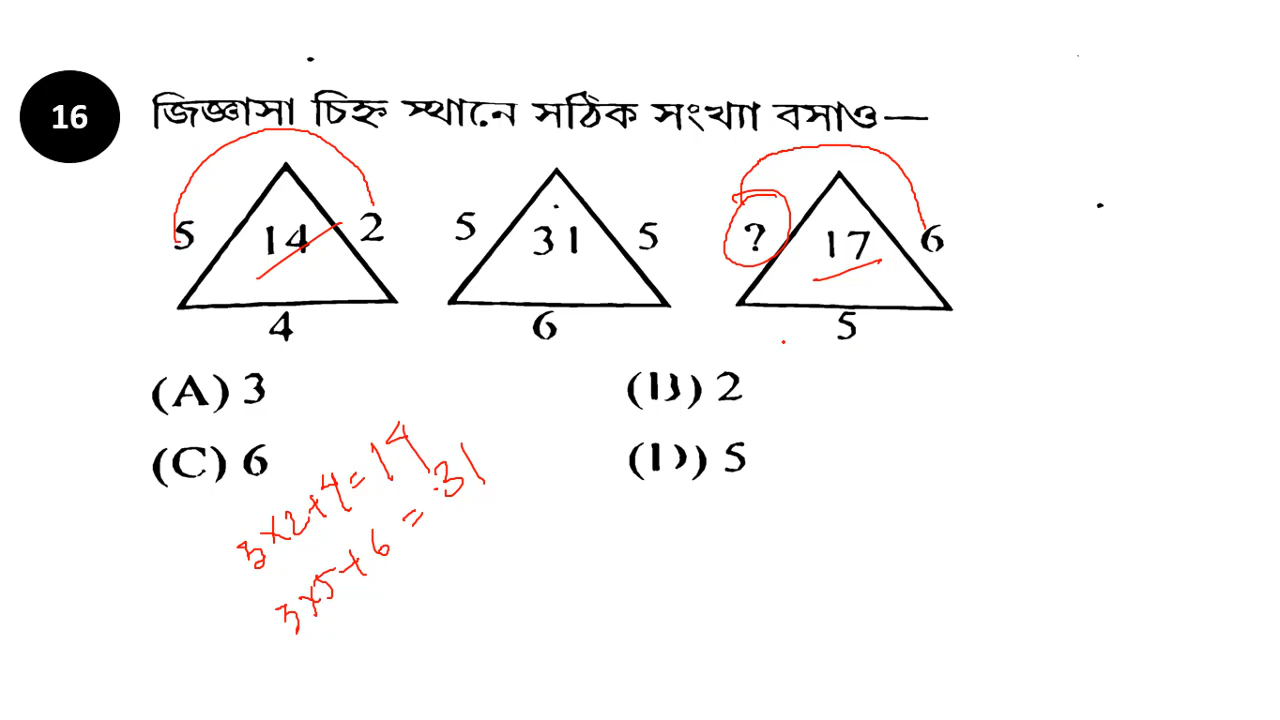 16
জিজ্ঞাসা চিহ্ন স্থানে সঠিক সংখ্যা বসাও—
5 14 2 5 31 5 ? 17 6
4 6 5
(A) 3 (B) 2
(C) 6 (D) 5
5×2+4=14
5×5+6=31